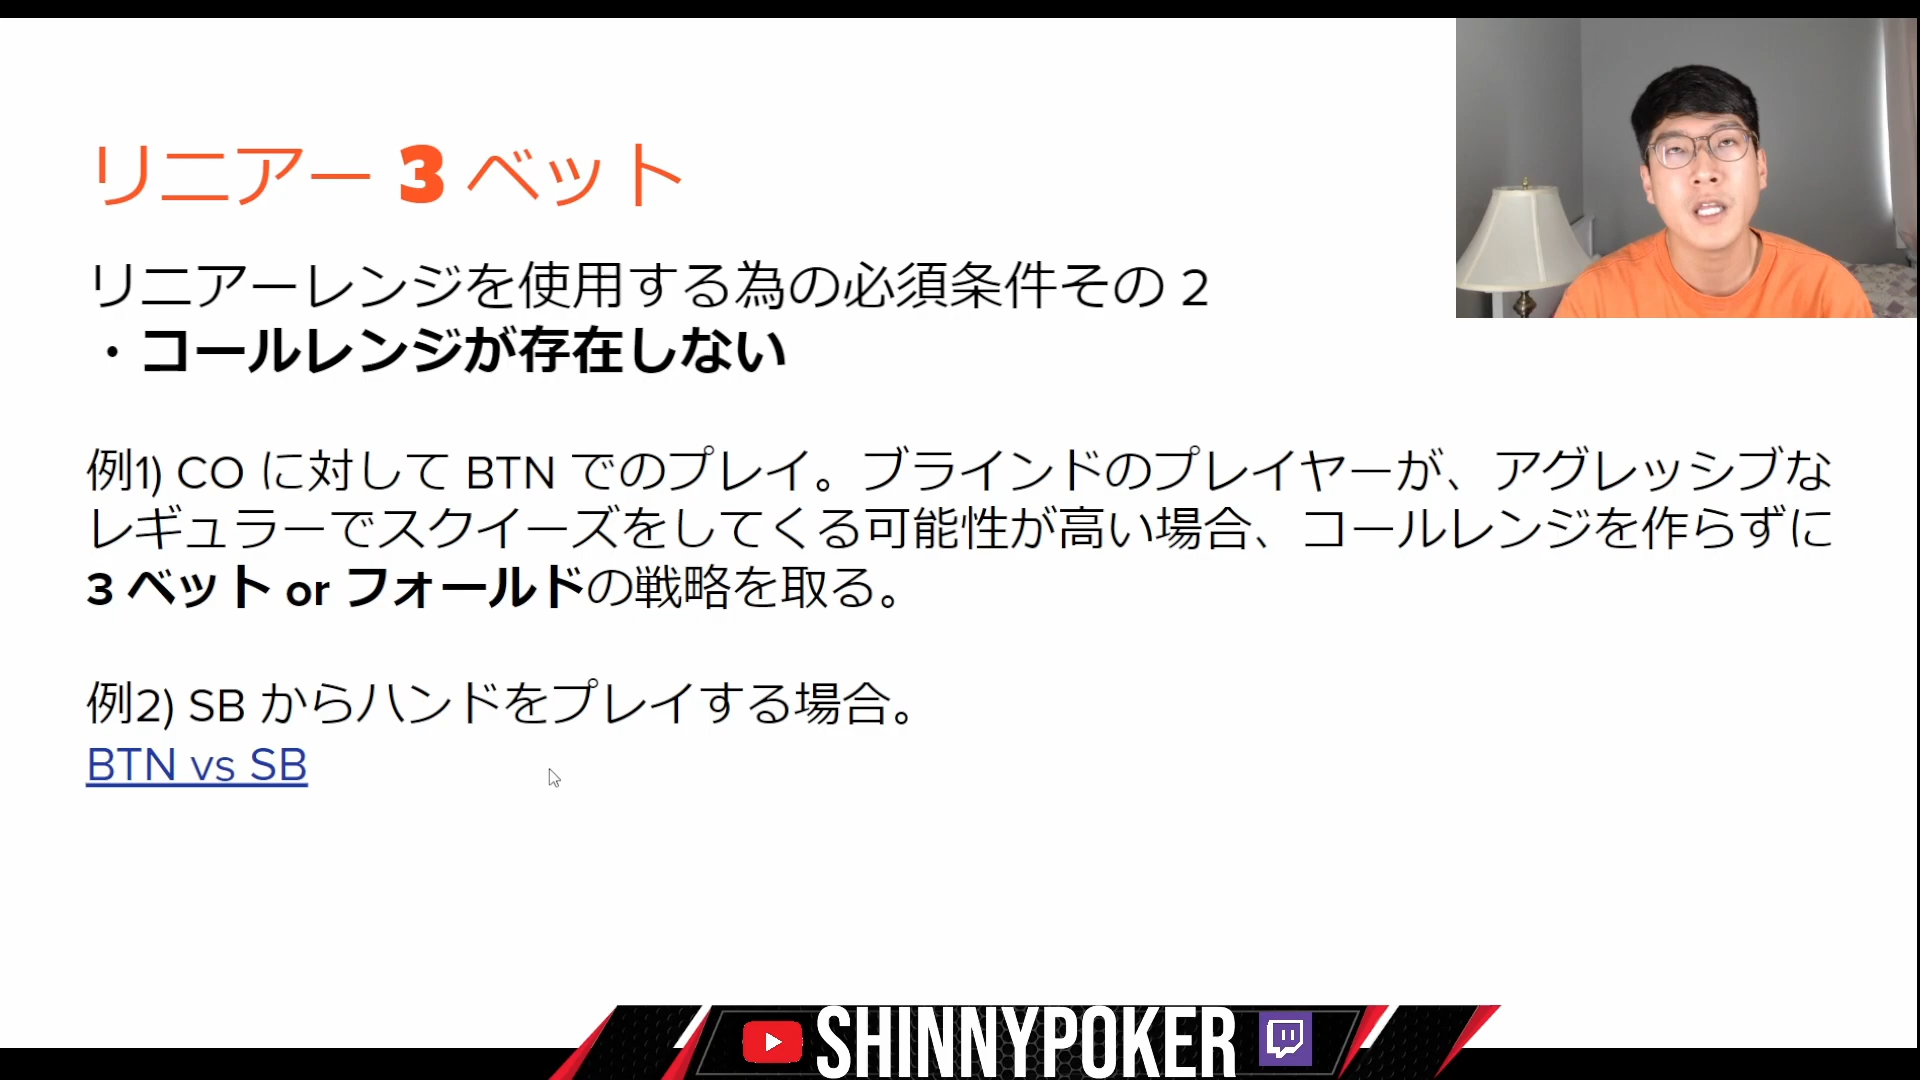 リニアー 3 ベット
リニアーレンジを使用する為の必須条件その 2
・コールレンジが存在しない
例1) CO に対して BTN でのプレイ。ブラインドのプレイヤーが、アグレッシブな
レギュラーでスクイーズをしてくる可能性が高い場合、コールレンジを作らずに
3 ベット or フォールドの戦略を取る。
例2) SB からハンドをプレイする場合。
BTN vs SB
SHINNYPOKER